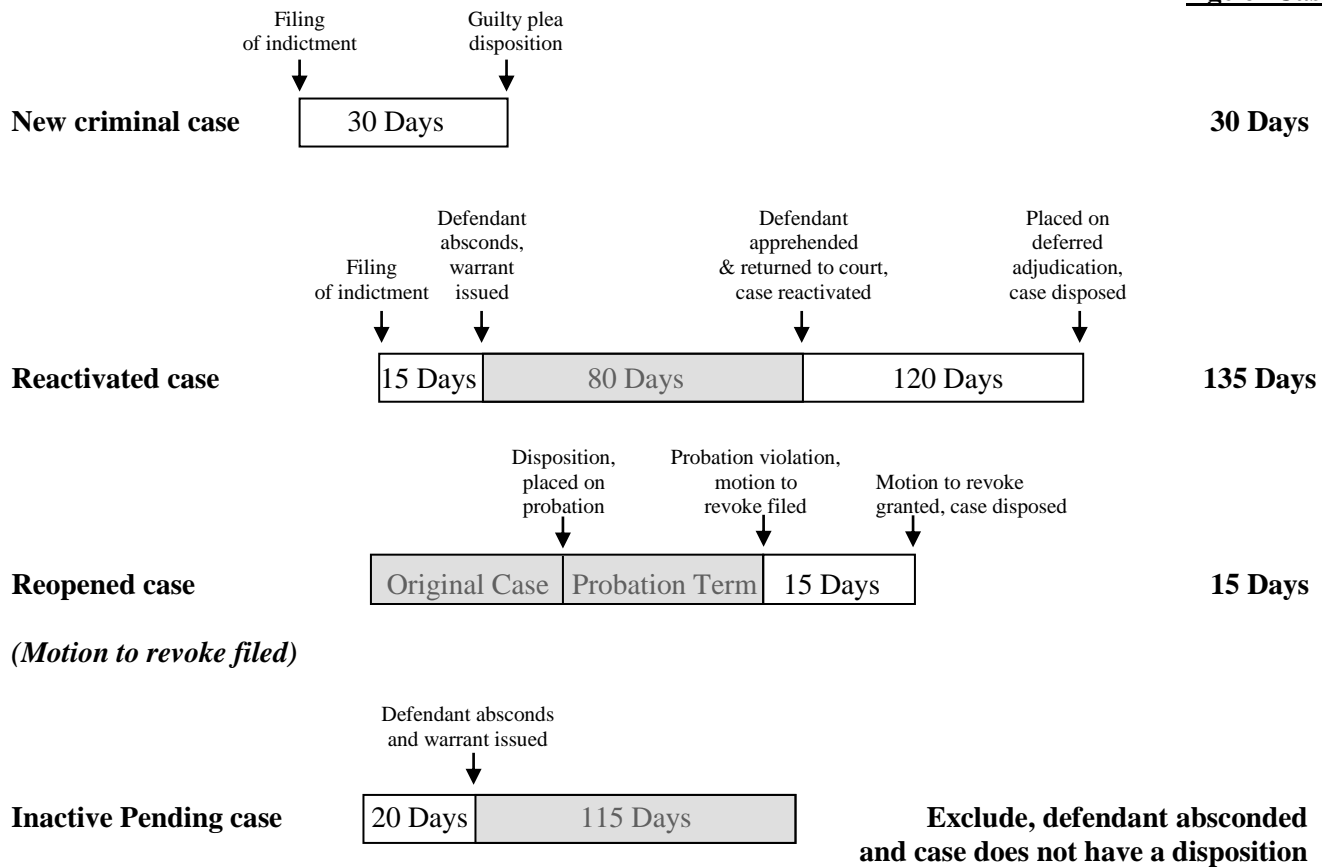 Filing
of indictment
Guilty plea
disposition
New criminal case
30 Days
30 Days
Filing
of indictment
Defendant
absconds,
warrant
issued
Defendant
apprehended
& returned to court,
case reactivated
Placed on
deferred
adjudication,
case disposed
Reactivated case
15 Days
80 Days
120 Days
135 Days
Disposition,
placed on
probation
Probation violation,
motion to
revoke filed
Motion to revoke
granted, case disposed
Reopened case
Original Case
Probation Term
15 Days
15 Days
(Motion to revoke filed)
Defendant absconds
and warrant issued
Inactive Pending case
20 Days
115 Days
Exclude, defendant absconded
and case does not have a disposition